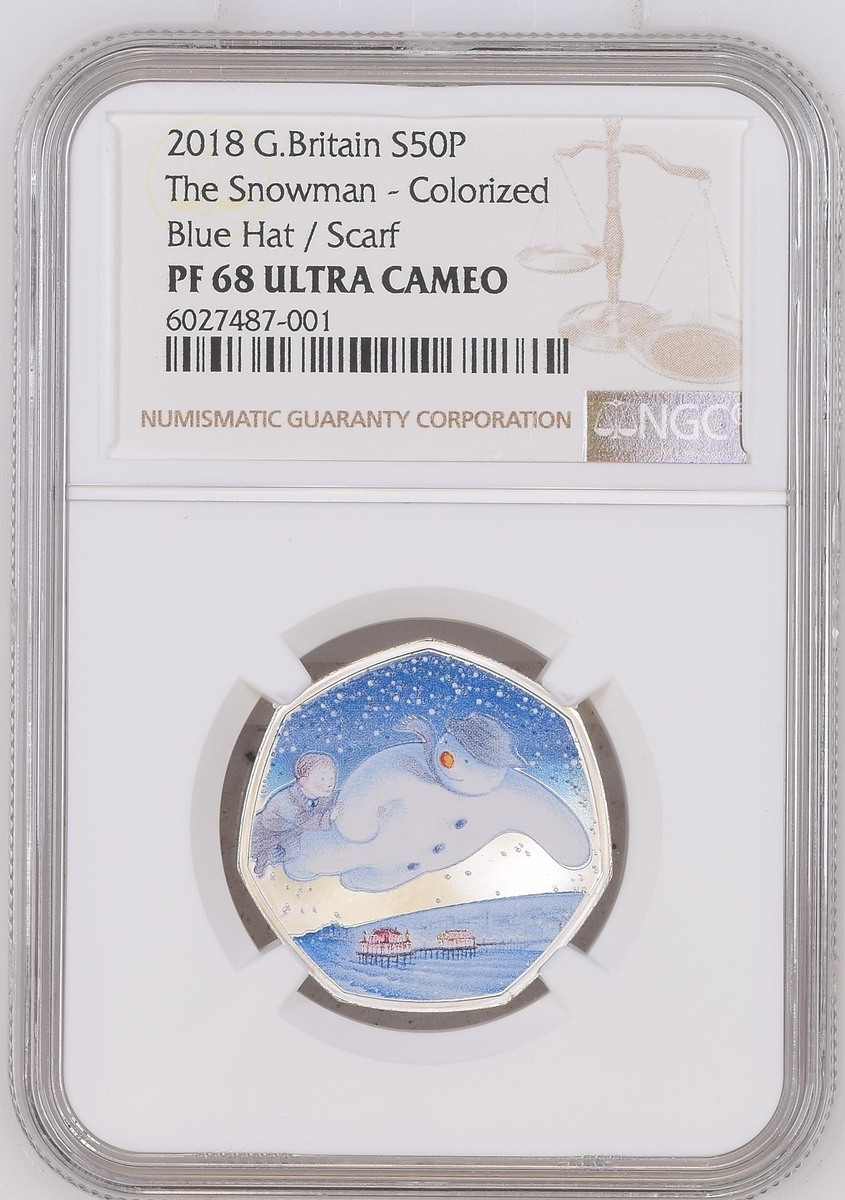 2018 G.Britain S50P
The Snowman - Colorized
Blue Hat / Scarf
PF 68 ULTRA CAMEO
6027487-001
NUMISMATIC GUARANTY CORPORATION
NGC